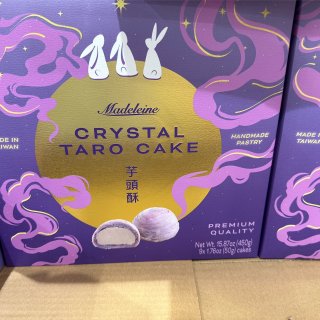 Madeleine
CRYSTAL
TARO CAKE
芋頭酥
MADE IN
TAIWAN
HANDMADE
PASTRY
PREMIUM
QUALITY
Net Wt. 15.87oz (450g)
9x 1.76oz (50g) cakes
MADE IN
TAIWAN